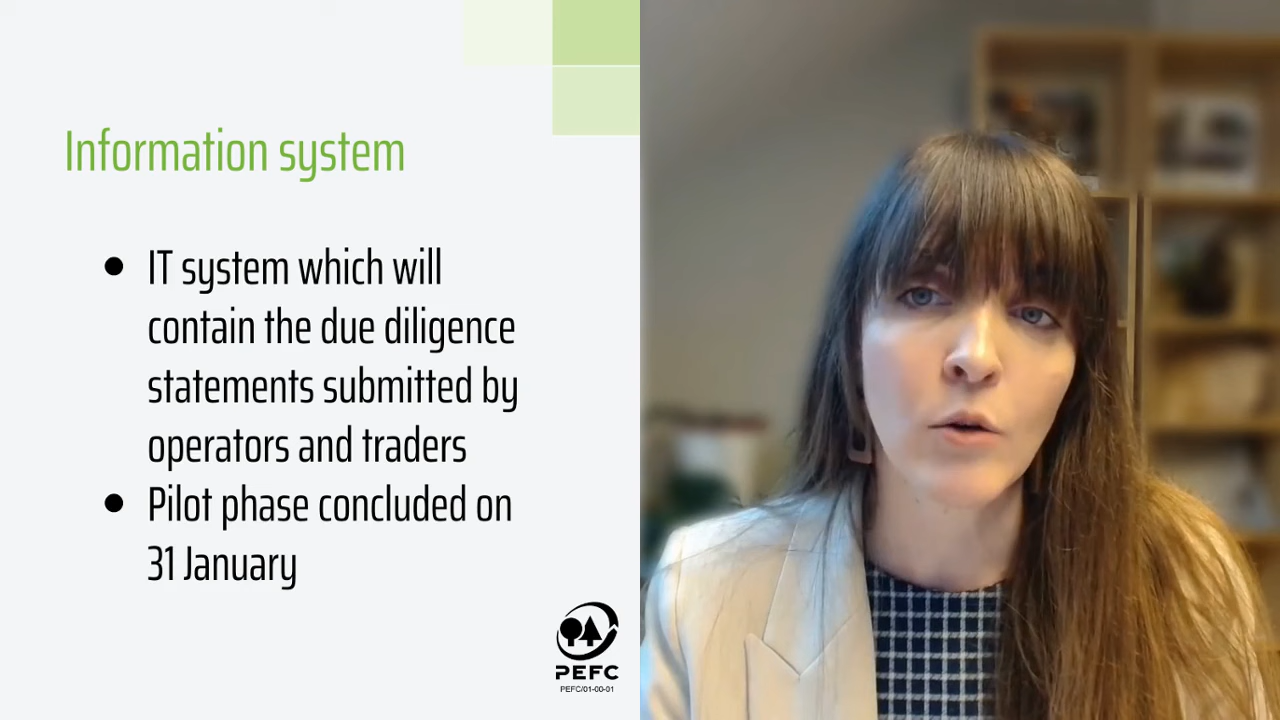 Information system
● IT system which will
contain the due diligence
statements submitted by
operators and traders
● Pilot phase concluded on
31 January
PEFC
PEFC/01-00-01